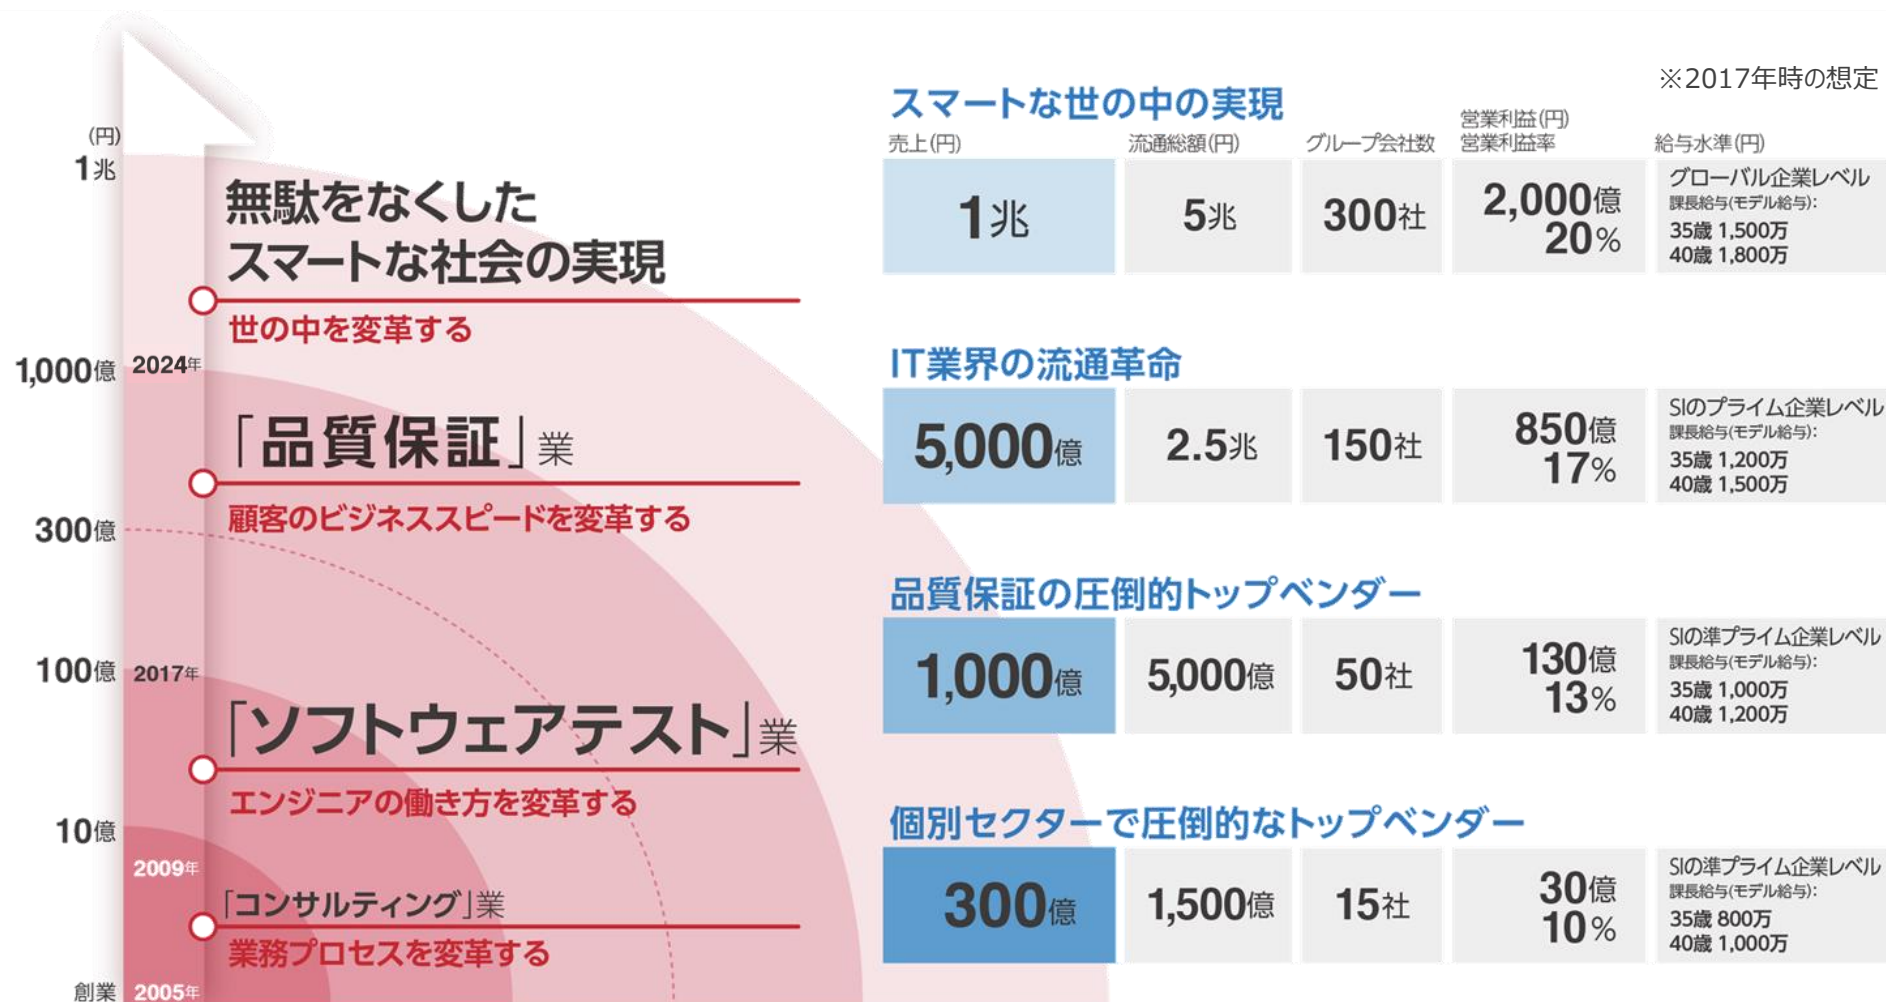 (円)
1兆
無駄をなくした
スマートな社会の実現
世の中を変革する
1,000億
2024年
「品質保証」業
顧客のビジネススピードを変革する
300億
100億
2017年
「ソフトウェアテスト」業
エンジニアの働き方を変革する
10億
2009年
「コンサルティング」業
業務プロセスを変革する
創業
2005年
※2017年時の想定
スマートな世の中の実現
売上(円)
流通総額(円)
グループ会社数
営業利益(円)
営業利益率
給与水準(円)
1兆
5兆
300社
2,000億
20%
グローバル企業レベル
課長給与(モデル給与):
35歳 1,500万
40歳 1,800万
IT業界の流通革命
5,000億
2.5兆
150社
850億
17%
SIのプライム企業レベル
課長給与(モデル給与):
35歳 1,200万
40歳 1,500万
品質保証の圧倒的トップベンダー
1,000億
5,000億
50社
130億
13%
SIの準プライム企業レベル
課長給与(モデル給与):
35歳 1,000万
40歳 1,200万
個別セクターで圧倒的なトップベンダー
300億
1,500億
15社
30億
10%
SIの準プライム企業レベル
課長給与(モデル給与):
35歳 800万
40歳 1,000万